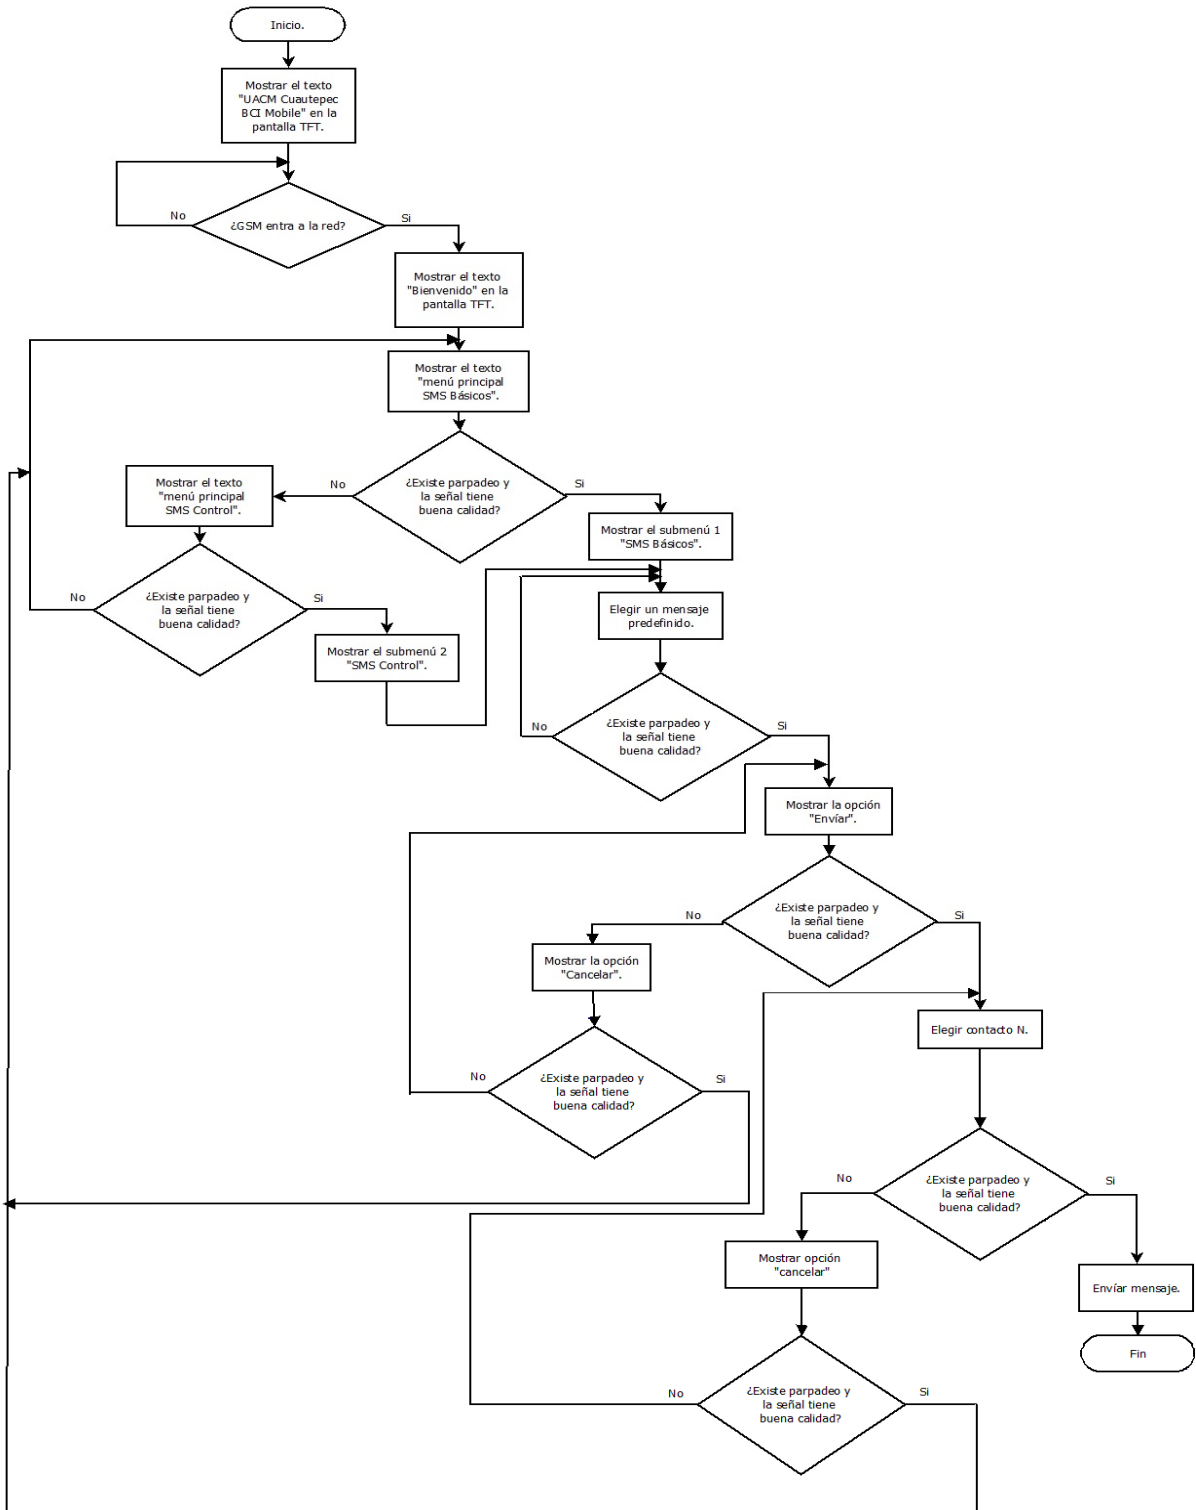 Inicio.
Mostrar el texto
"UACM Cuautepec
BCI Mobile" en la
pantalla TFT.
No
¿GSM entra a la red?
Si
Mostrar el texto
"Bienvenido" en la
pantalla TFT.
Mostrar el texto
"menú principal
SMS Básicos".
No
¿Existe parpadeo y
la señal tiene
buena calidad?
Si
Mostrar el texto
"menú principal
SMS Control".
Mostrar el submenú 1
"SMS Básicos".
No
¿Existe parpadeo y
la señal tiene
buena calidad?
Si
Elegir un mensaje
predefinido.
Mostrar el submenú 2
"SMS Control".
No
¿Existe parpadeo y
la señal tiene
buena calidad?
Si
Mostrar la opción
"Envíar".
No
¿Existe parpadeo y
la señal tiene
buena calidad?
Si
Mostrar la opción
"Cancelar".
Elegir contacto N.
No
¿Existe parpadeo y
la señal tiene
buena calidad?
Si
No
¿Existe parpadeo y
la señal tiene
buena calidad?
Si
Mostrar opción
"cancelar"
Envíar mensaje.
Fin
No
¿Existe parpadeo y
la señal tiene
buena calidad?
Si